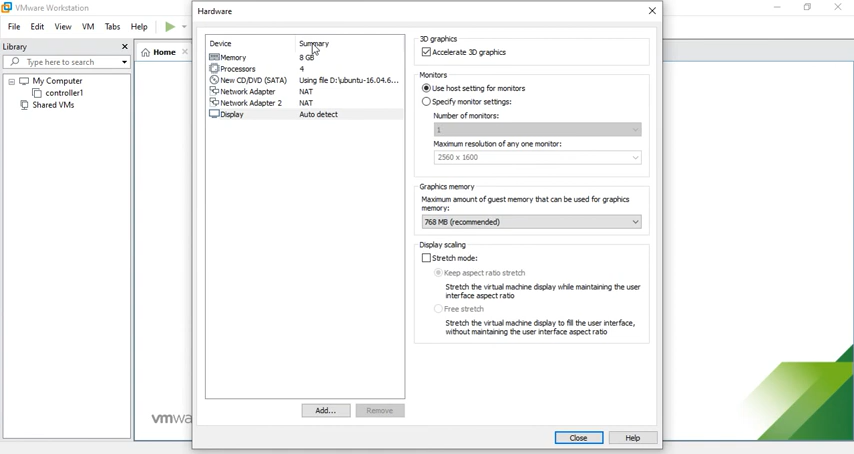 VMware Workstation
File Edit View VM Tabs Help
Library
Type here to search
My Computer
controller1
Shared VMs
Home
vmwa
Hardware
Device Summary
Memory 8 GB
Processors 4
New CD/DVD (SATA) Using file D:\ubuntu-16.04.6...
Network Adapter NAT
Network Adapter 2 NAT
Display Auto detect
Add... Remove
3D graphics
Accelerate 3D graphics
Monitors
Use host setting for monitors
Specify monitor settings:
Number of monitors:
1
Maximum resolution of any one monitor:
2560 x 1600
Graphics memory
Maximum amount of guest memory that can be used for graphics
memory:
768 MB (recommended)
Display scaling
Stretch mode:
Keep aspect ratio stretch
Stretch the virtual machine display while maintaining the user
interface aspect ratio
Free stretch
Stretch the virtual machine display to fill the user interface,
without maintaining the user interface aspect ratio
Close Help